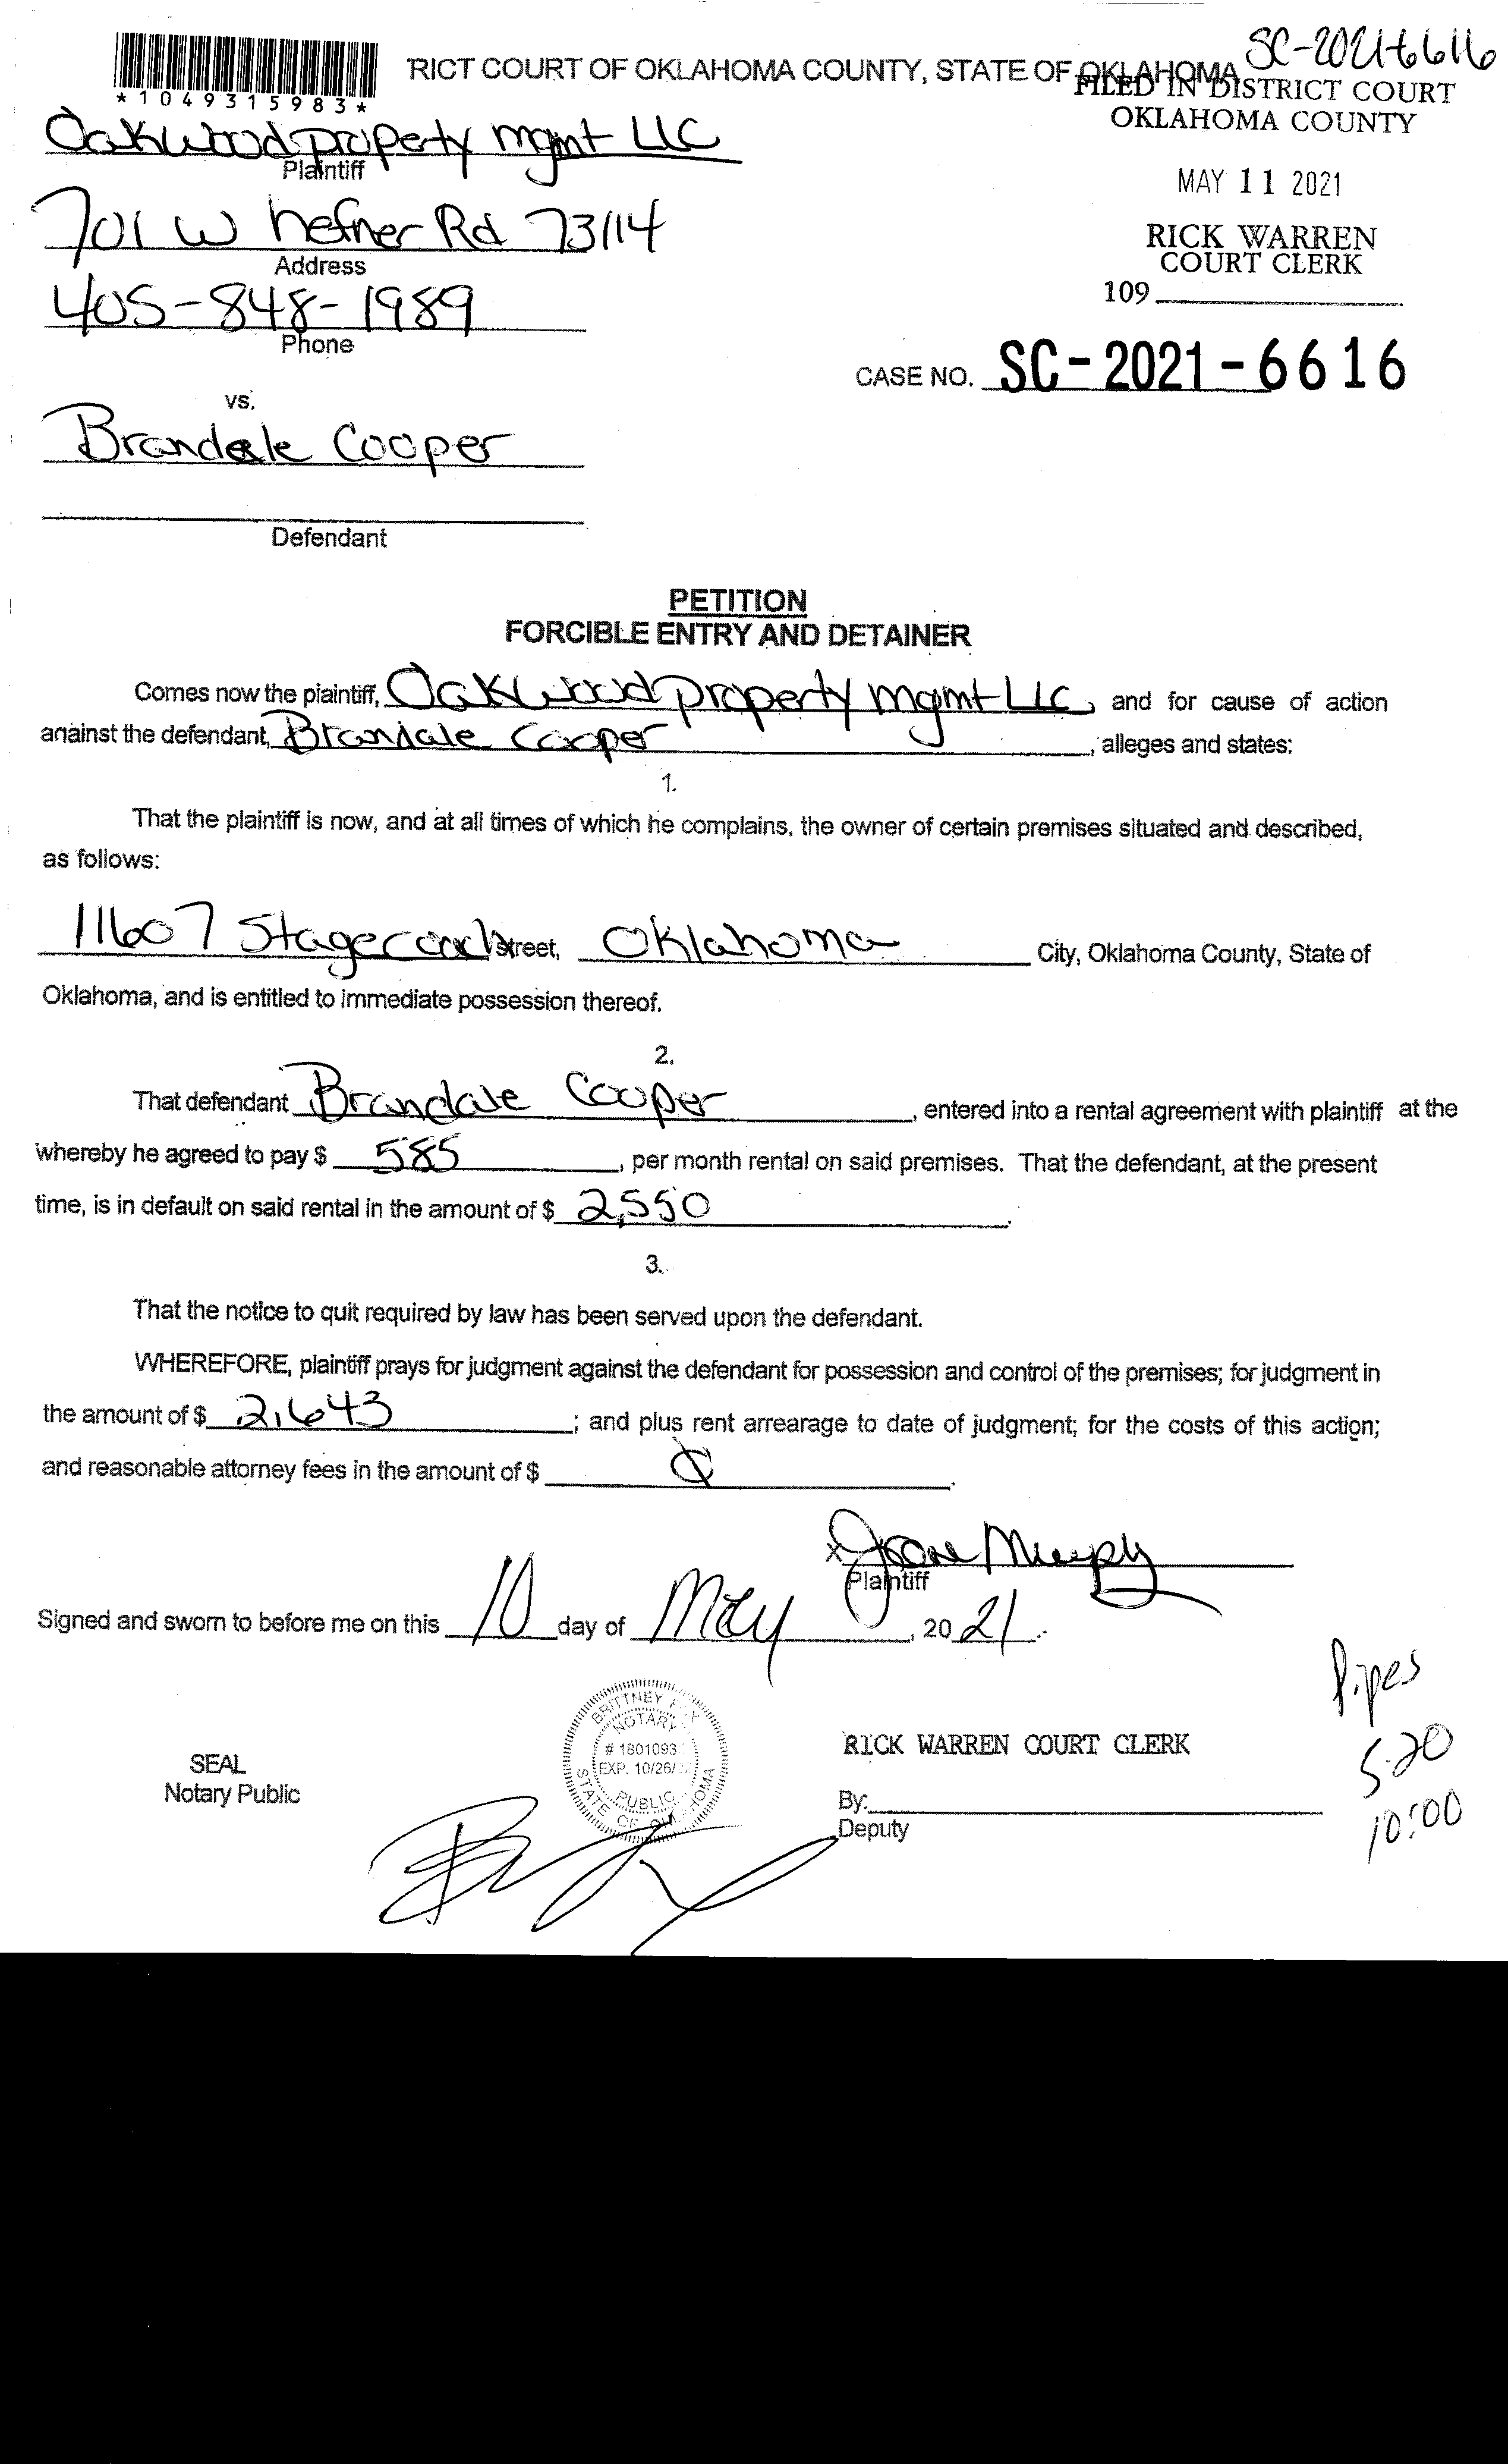 SC-2021-6616
RICT COURT OF OKLAHOMA COUNTY, STATE OF OKLAHOMA
FILED IN DISTRICT COURT
OKLAHOMA COUNTY
*1049315983*
Oakwood property mgmt LLC
Plaintiff
MAY 11 2021
701 W hefner Rd 73114
Address
RICK WARREN
COURT CLERK
109
405-848-1989
Phone
CASE NO. SC-2021-6616
vs.
Brandale Cooper
Defendant
PETITION
FORCIBLE ENTRY AND DETAINER
Comes now the plaintiff, Oakwood property mgmt LLC, and for cause of action
against the defendant, Brandale Cooper, alleges and states:
1.
That the plaintiff is now, and at all times of which he complains, the owner of certain premises situated and described,
as follows:
11607 Stagecoach Street, Oklahoma City, Oklahoma County, State of
Oklahoma, and is entitled to immediate possession thereof.
2.
That defendant Brandale Cooper, entered into a rental agreement with plaintiff at the
whereby he agreed to pay $ 585, per month rental on said premises. That the defendant, at the present
time, is in default on said rental in the amount of $ 2,550.
3.
That the notice to quit required by law has been served upon the defendant.
WHEREFORE, plaintiff prays for judgment against the defendant for possession and control of the premises; for judgment in
the amount of $ 2,643; and plus rent arrearage to date of judgment; for the costs of this action;
and reasonable attorney fees in the amount of $ 0.
x
Plaintiff
Signed and sworn to before me on this 10 day of May, 2021.
Pipes
5-20
10:00
BRITTNEY
NOTARY
# 1801093
EXP. 10/26/22
PUBLIC
STATE OF OKLAHOMA
SEAL
Notary Public
RICK WARREN COURT CLERK
By:
Deputy